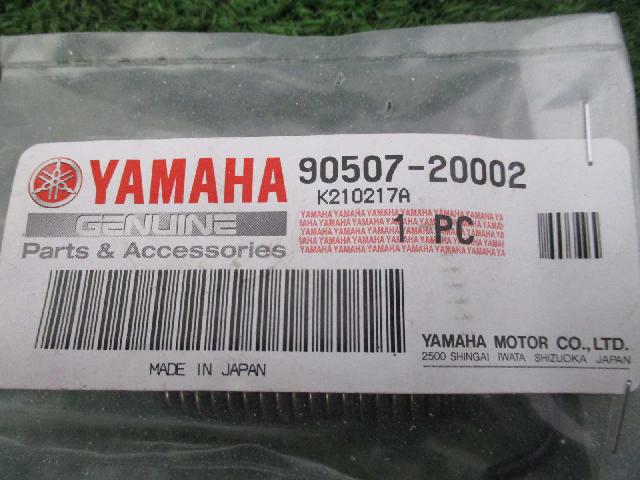 YAMAHA 90507-20002
K210217A
GENUINE
Parts & Accessories
YAMAHA YAMAHA YAMAHA YAMAHA YAMAHA YAMAHA
1 PC
MADE IN JAPAN
YAMAHA MOTOR CO., LTD.
2500 SHINGAI IWATA SHIZUOKA JAPAN